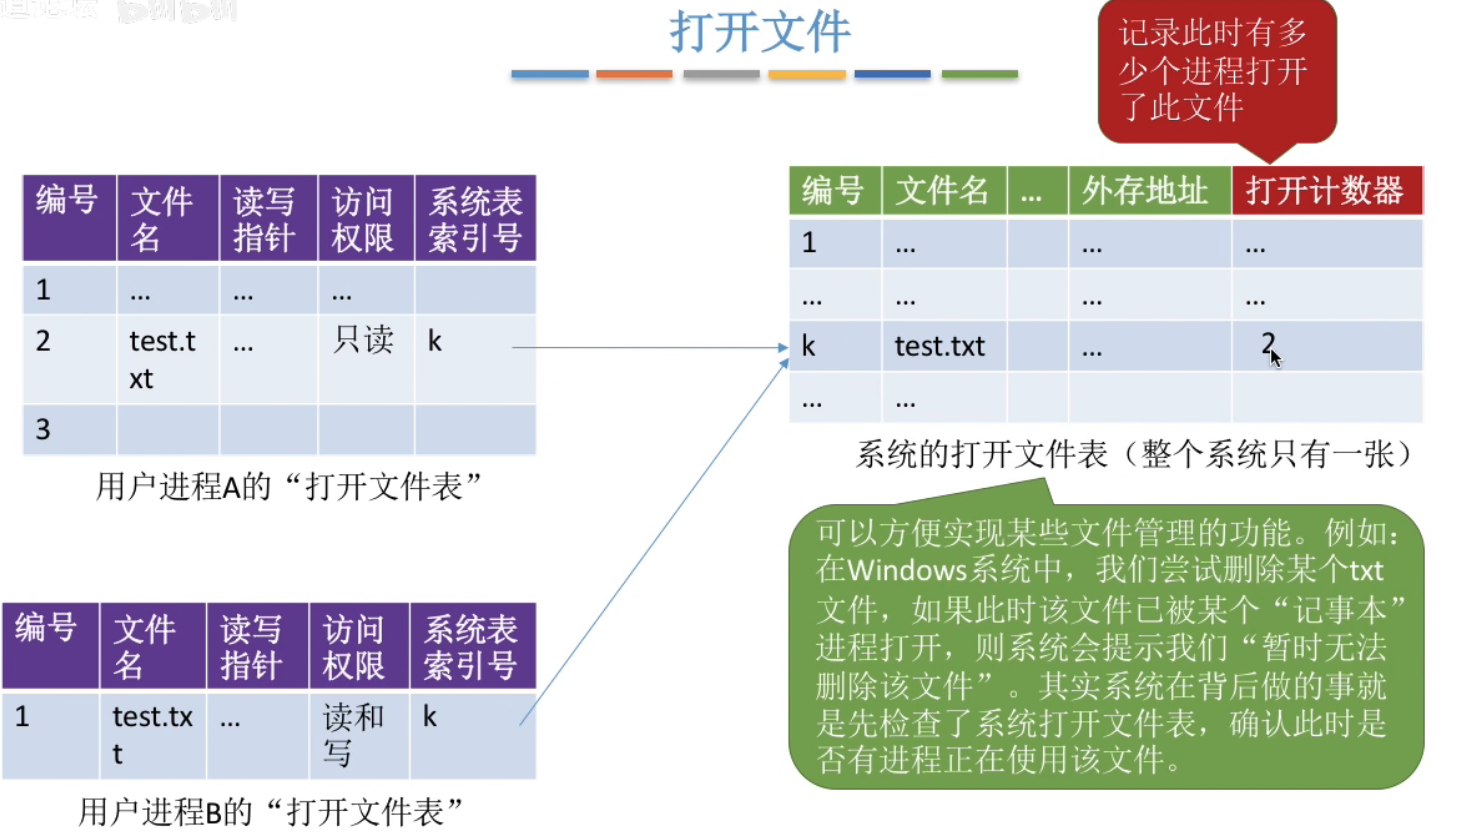 打开文件
记录此时有多
少个进程打开
了此文件
编号 文件名 读写指针 访问权限 系统表索引号
1 ... ... ...
2 test.txt ... 只读 k
3
用户进程A的“打开文件表”
编号 文件名 读写指针 访问权限 系统表索引号
1 test.txt ... 读和写 k
用户进程B的“打开文件表”
编号 文件名 ... 外存地址 打开计数器
1 ... ... ...
... ... ... ...
k test.txt ... 2
... ...
系统的打开文件表（整个系统只有一张）
可以方便实现某些文件管理的功能。例如：
在Windows系统中，我们尝试删除某个txt
文件，如果此时该文件已被某个“记事本”
进程打开，则系统会提示我们“暂时无法
删除该文件”。其实系统在背后做的事就
是先检查了系统打开文件表，确认此时是
否有进程正在使用该文件。